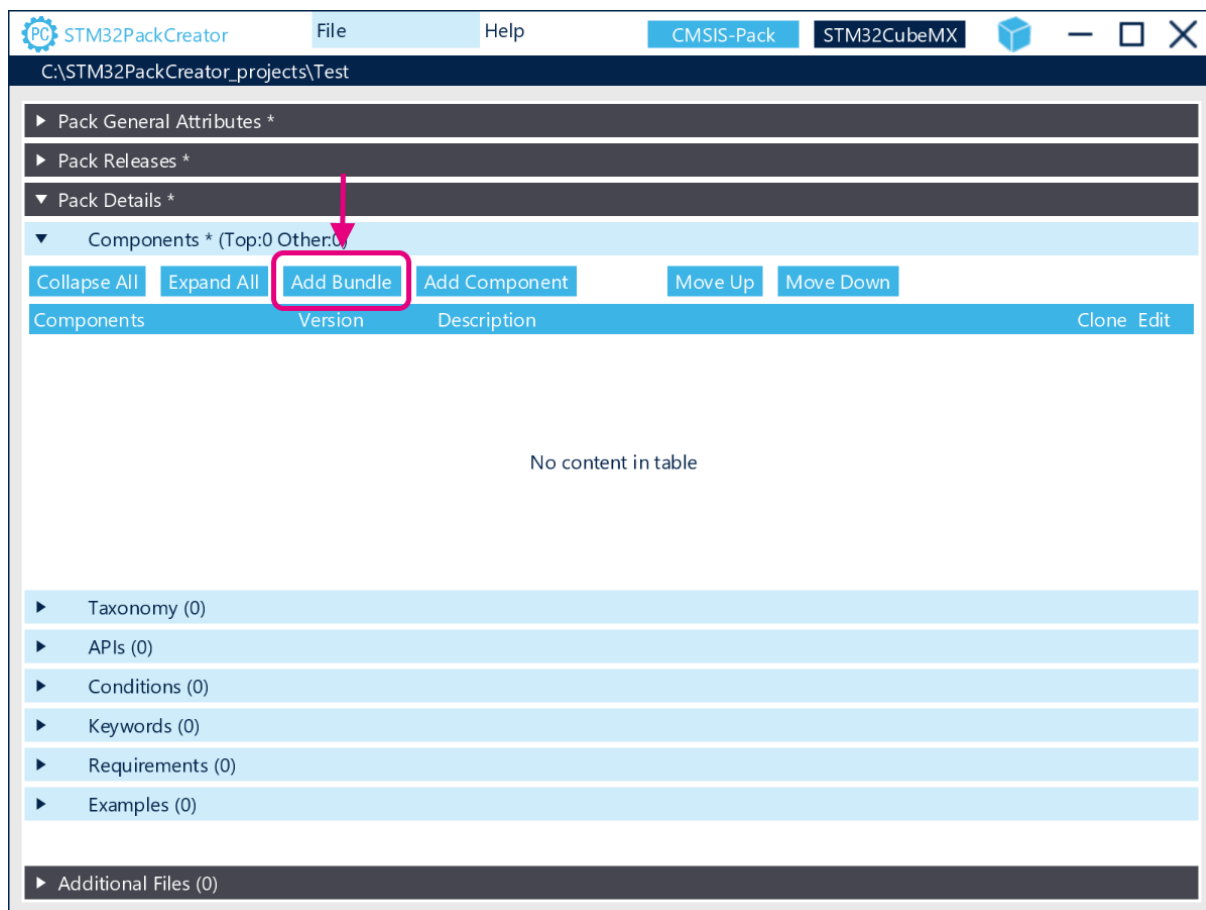 PC STM32PackCreator File Help CMSIS-Pack STM32CubeMX
C:\STM32PackCreator_projects\Test
Pack General Attributes *
Pack Releases *
Pack Details *
Components * (Top:0 Other:0)
Collapse All Expand All Add Bundle Add Component Move Up Move Down
Components Version Description Clone Edit
No content in table
Taxonomy (0)
APIs (0)
Conditions (0)
Keywords (0)
Requirements (0)
Examples (0)
Additional Files (0)